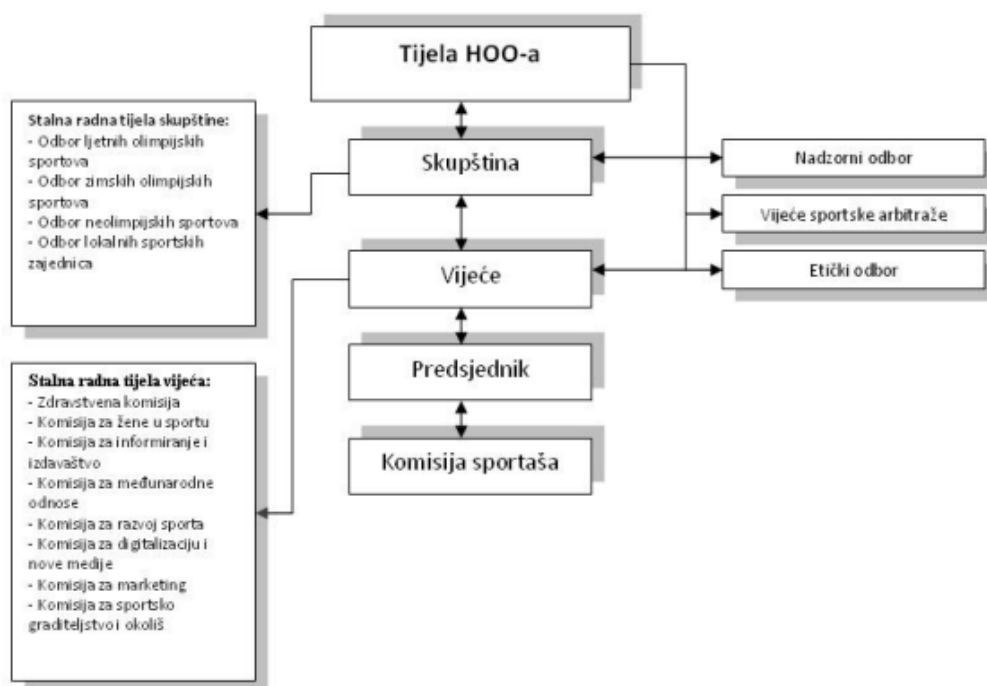 Tijela HOO-a
Stalna radna tijela skupštine:
- Odbor ljetnih olimpijskih
sportova
- Odbor zimskih olimpijskih
sportova
- Odbor neolimpijskih sportova
- Odbor lokalnih sportskih
zajednica
Skupština
Nadzorni odbor
Vijeće sportske arbitraže
Vijeće
Etički odbor
Predsjednik
Komisija sportaša
Stalna radna tijela vijeća:
- Zdravstvena komisija
- Komisija za žene u sportu
- Komisija za informiranje i
izdavaštvo
- Komisija za međunarodne
odnose
- Komisija za razvoj sporta
- Komisija za digitalizaciju i
nove medije
- Komisija za marketing
- Komisija za sportsko
graditeljstvo i okoliš